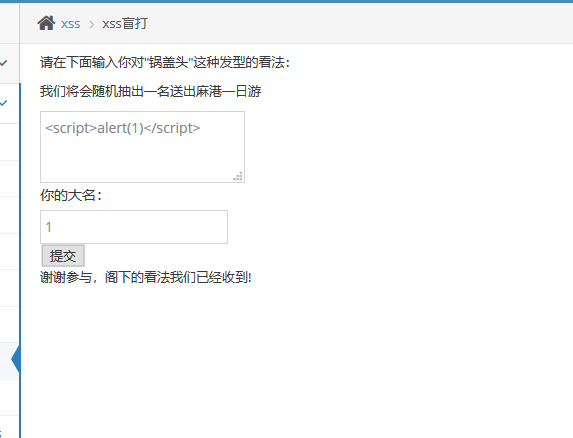 xss > xss盲打
请在下面输入你对"锅盖头"这种发型的看法：
我们将会随机抽出一名送出麻港一日游
<script>alert(1)</script>
你的大名：
1
提交
谢谢参与，阁下的看法我们已经收到!